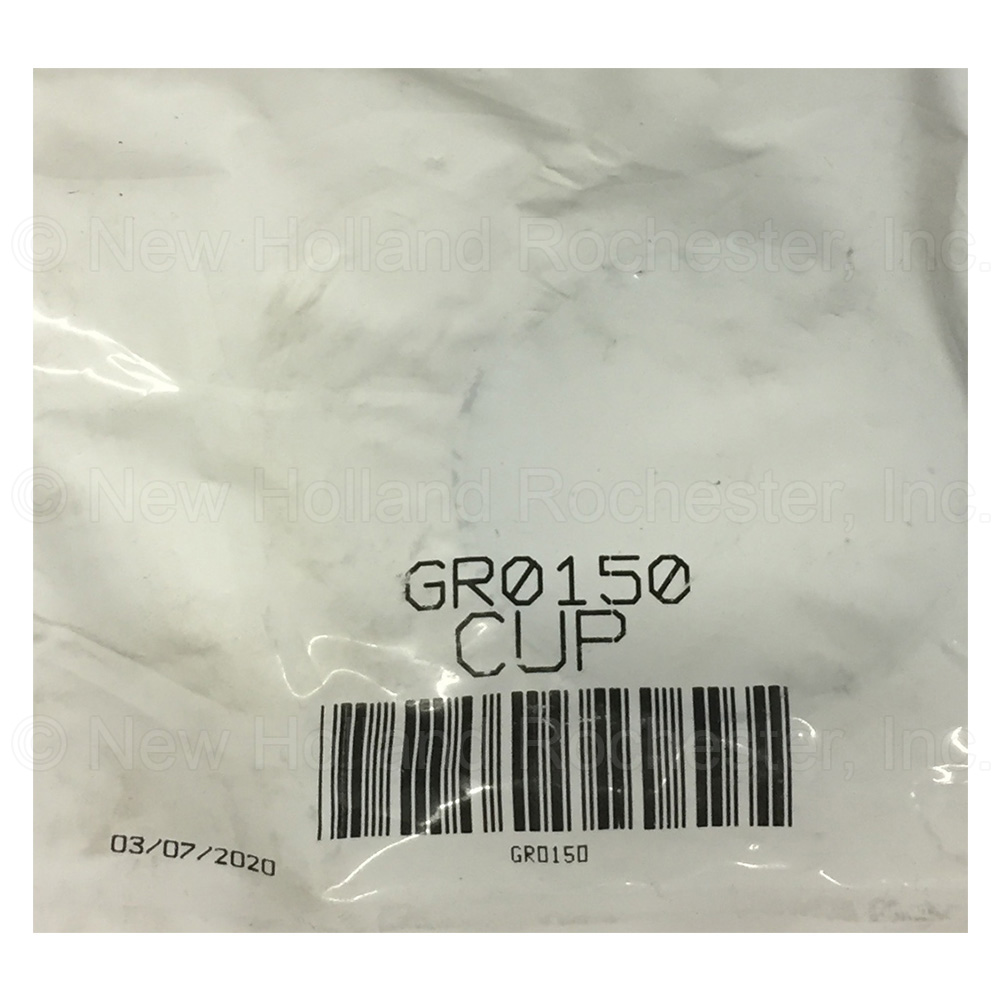 © New Holland Rochester, Inc.
© New Holland Rochester, Inc.
GR0150
CUP
© New Holland Rochester, Inc.
03/07/2020
GR0150